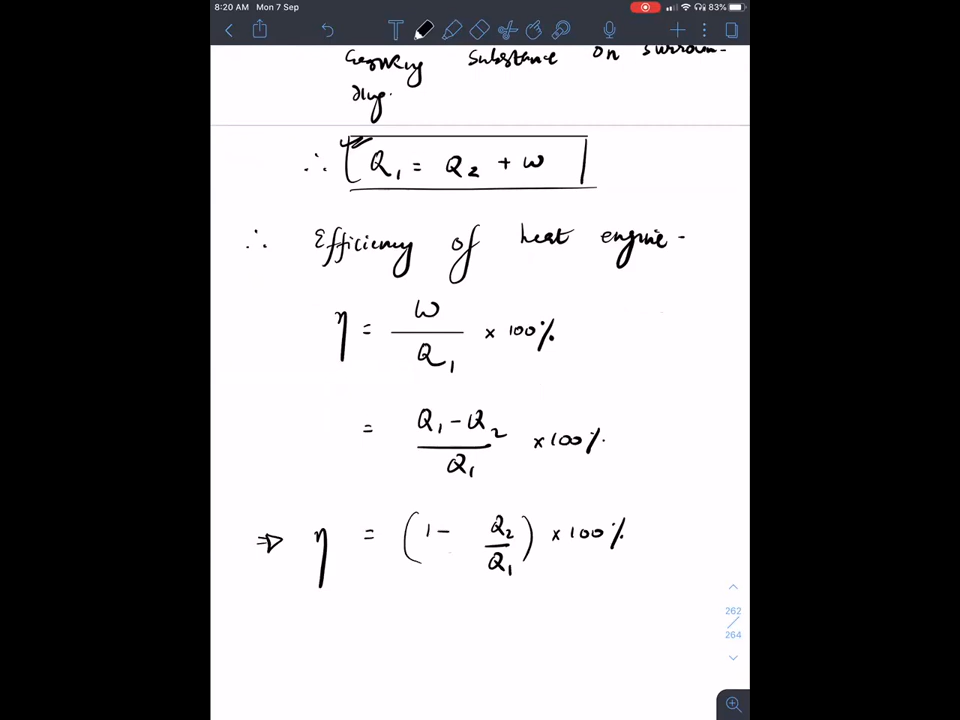 8:20 AM Mon 7 Sep
83%
substance on surroun-
ding.
∴ Q₁ = Q₂ + W
∴ Efficiency of heat engine -
η = W / Q₁ × 100%
= Q₁ - Q₂ / Q₁ × 100%
⇒ η = (1 - Q₂ / Q₁) × 100%
262
/
264